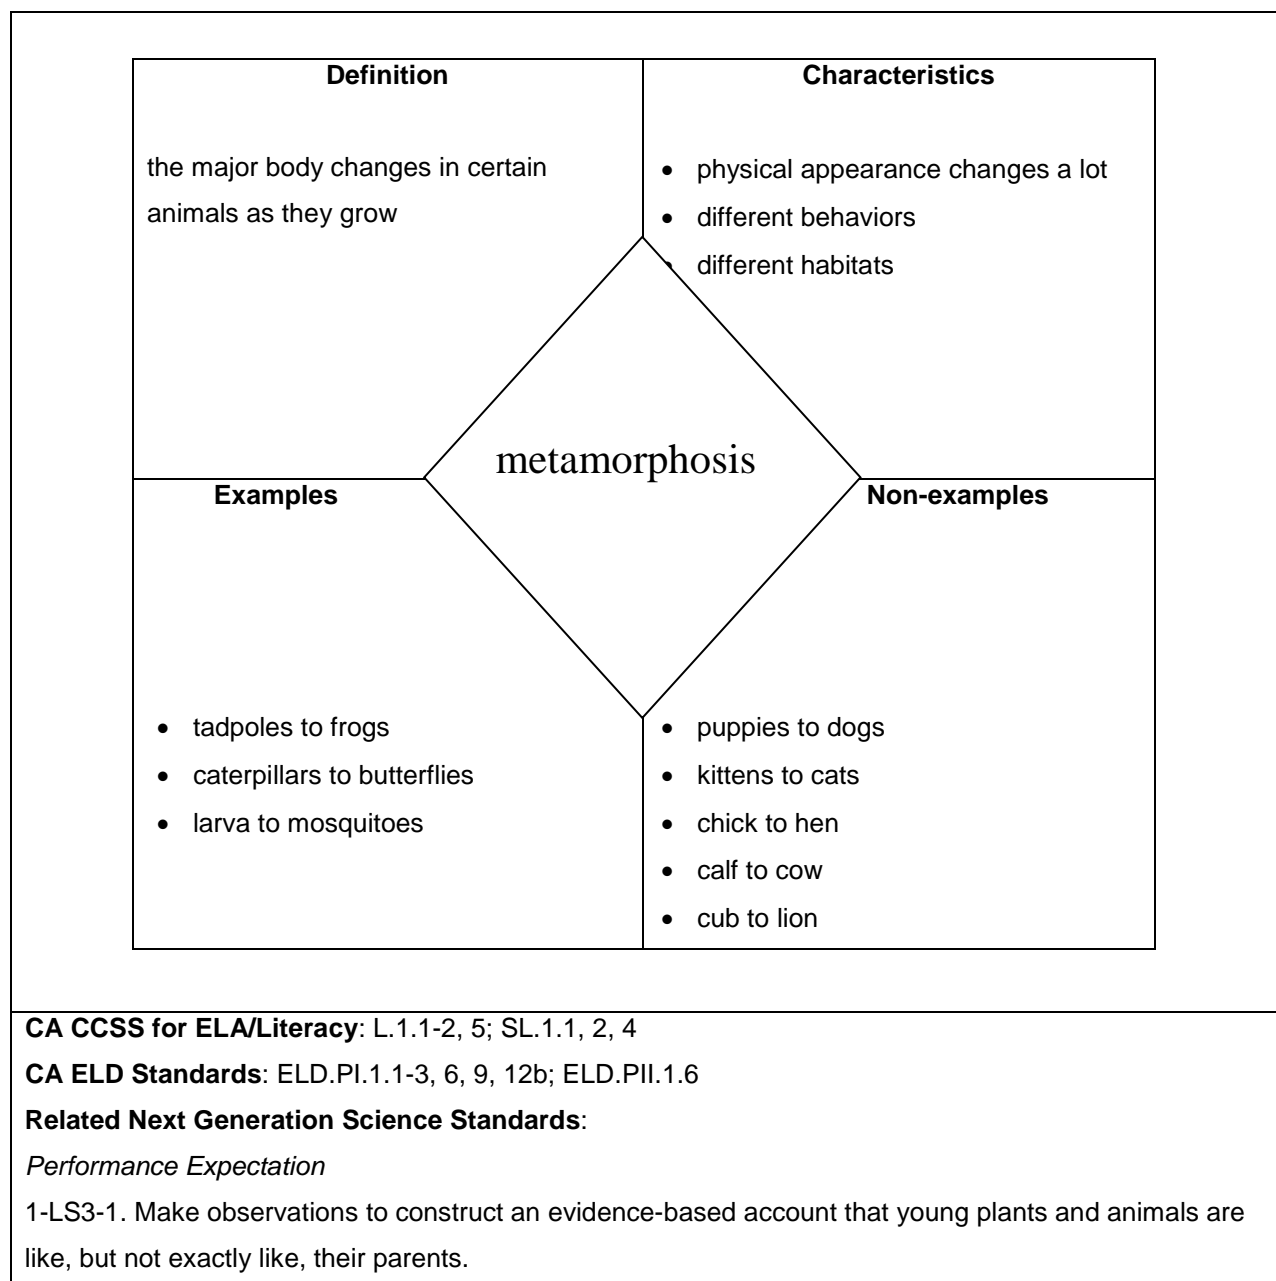 Definition
the major body changes in certain
animals as they grow
Characteristics
• physical appearance changes a lot
• different behaviors
• different habitats
metamorphosis
Examples
• tadpoles to frogs
• caterpillars to butterflies
• larva to mosquitoes
Non-examples
• puppies to dogs
• kittens to cats
• chick to hen
• calf to cow
• cub to lion
CA CCSS for ELA/Literacy: L.1.1-2, 5; SL.1.1, 2, 4
CA ELD Standards: ELD.PI.1.1-3, 6, 9, 12b; ELD.PII.1.6
Related Next Generation Science Standards:
Performance Expectation
1-LS3-1. Make observations to construct an evidence-based account that young plants and animals are
like, but not exactly like, their parents.